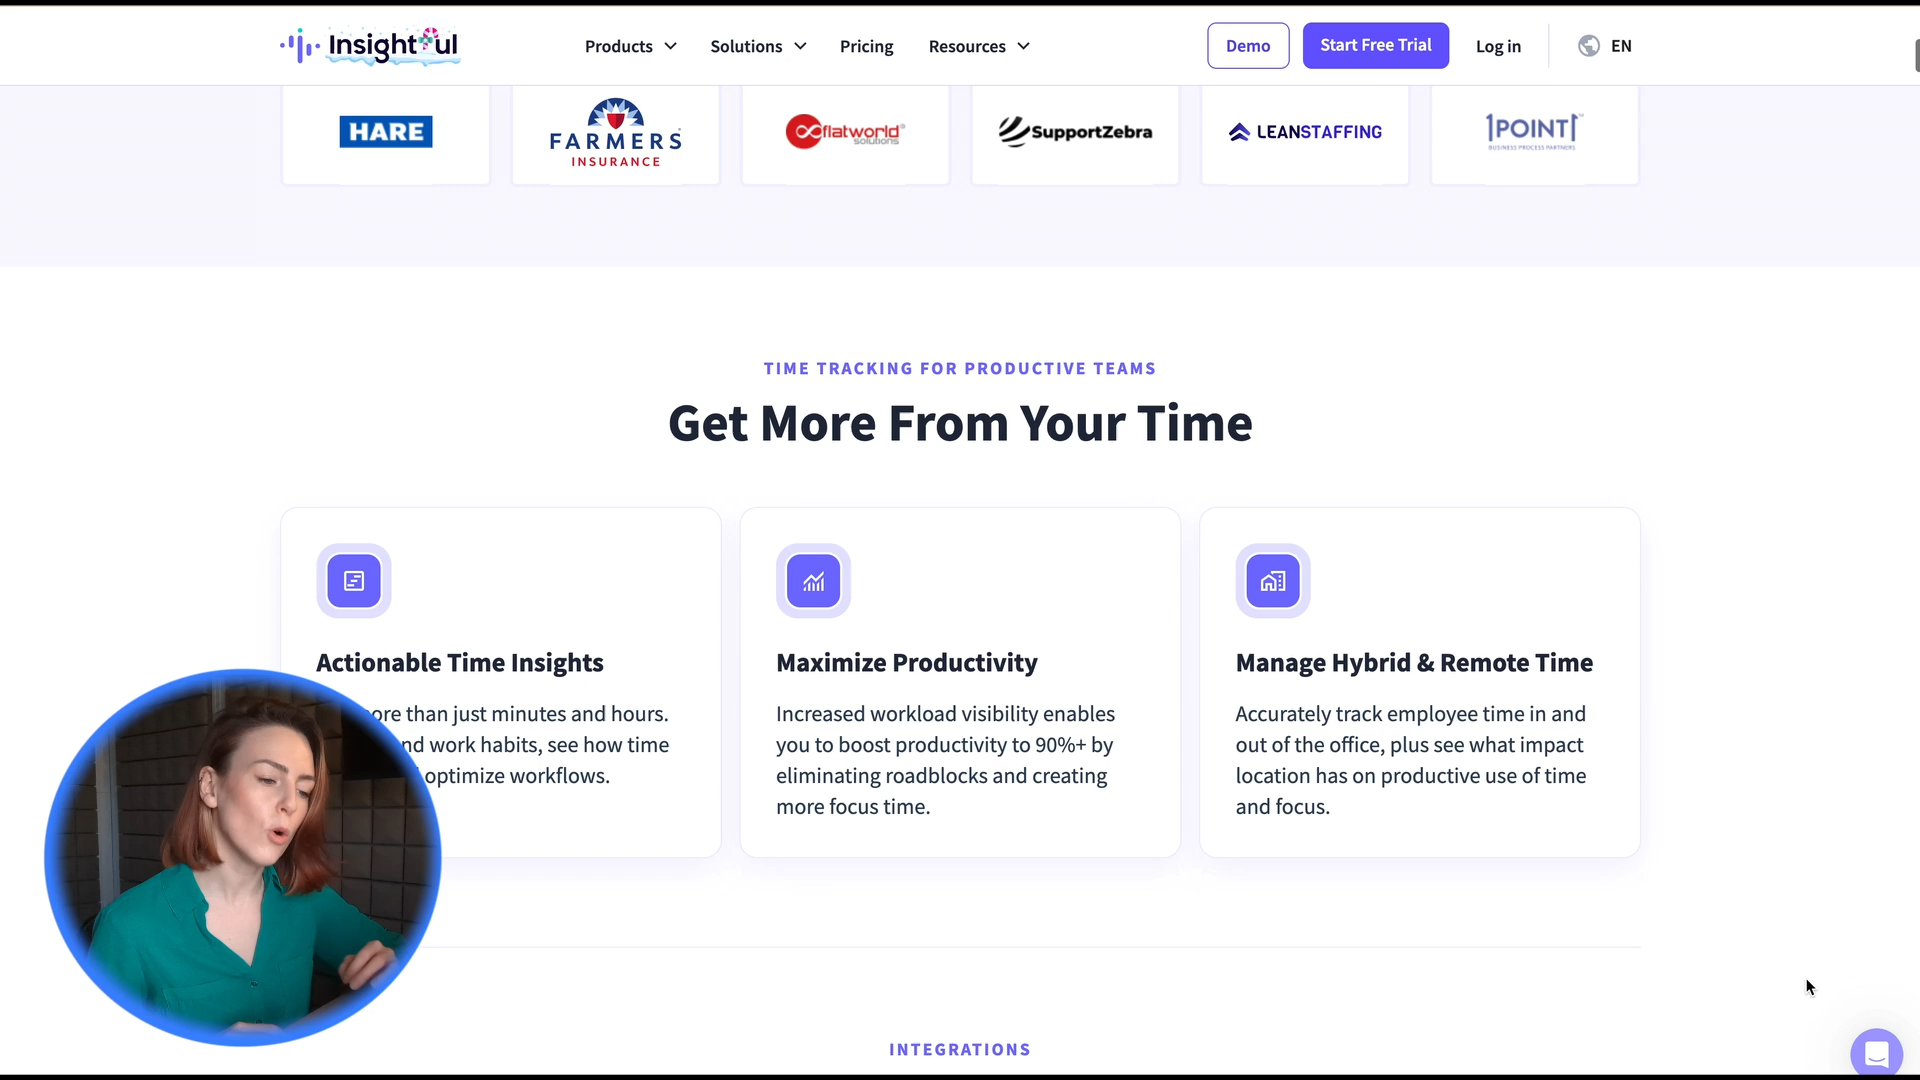 Insightful
Products
Solutions
Pricing
Resources
Demo
Start Free Trial
Log in
EN
HARE
FARMERS
INSURANCE
flatworld
solutions
SupportZebra
LEANSTAFFING
1POINT1
BUSINESS PROCESS PARTNERS
TIME TRACKING FOR PRODUCTIVE TEAMS
Get More From Your Time
Actionable Time Insights
than just minutes and hours.
work habits, see how time
optimize workflows.
Maximize Productivity
Increased workload visibility enables
you to boost productivity to 90%+ by
eliminating roadblocks and creating
more focus time.
Manage Hybrid & Remote Time
Accurately track employee time in and
out of the office, plus see what impact
location has on productive use of time
and focus.
INTEGRATIONS